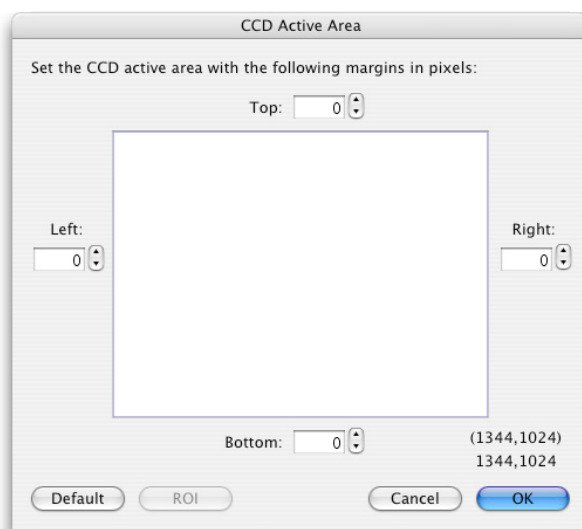 CCD Active Area
Set the CCD active area with the following margins in pixels:
Top: 0
Left:
0
Right:
0
Bottom: 0
(1344,1024)
1344,1024
Default ROI Cancel OK